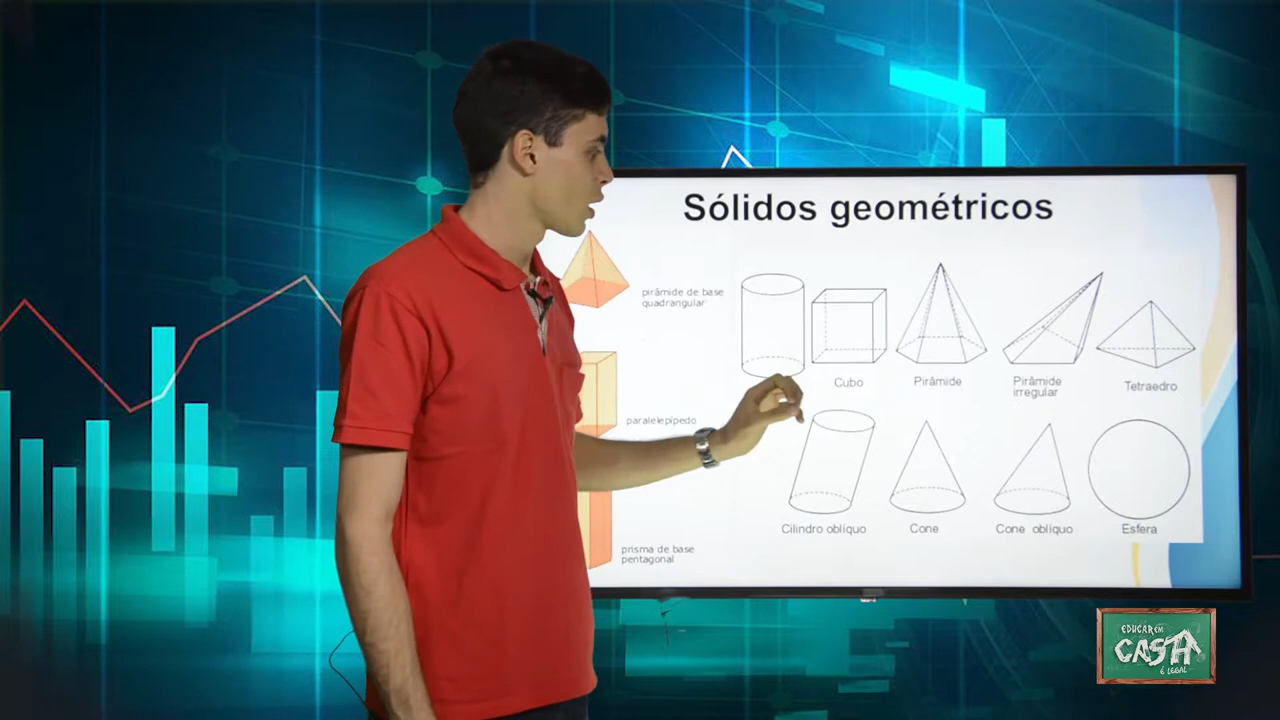 Sólidos geométricos
pirâmide de base
quadrangular
Cubo
Pirâmide
Pirâmide
irregular
Tetraedro
paralelepípedo
Cilindro oblíquo
Cone
Cone oblíquo
Esfera
prisma de base
pentagonal
EDUCAR EM
CASA
É LEGAL